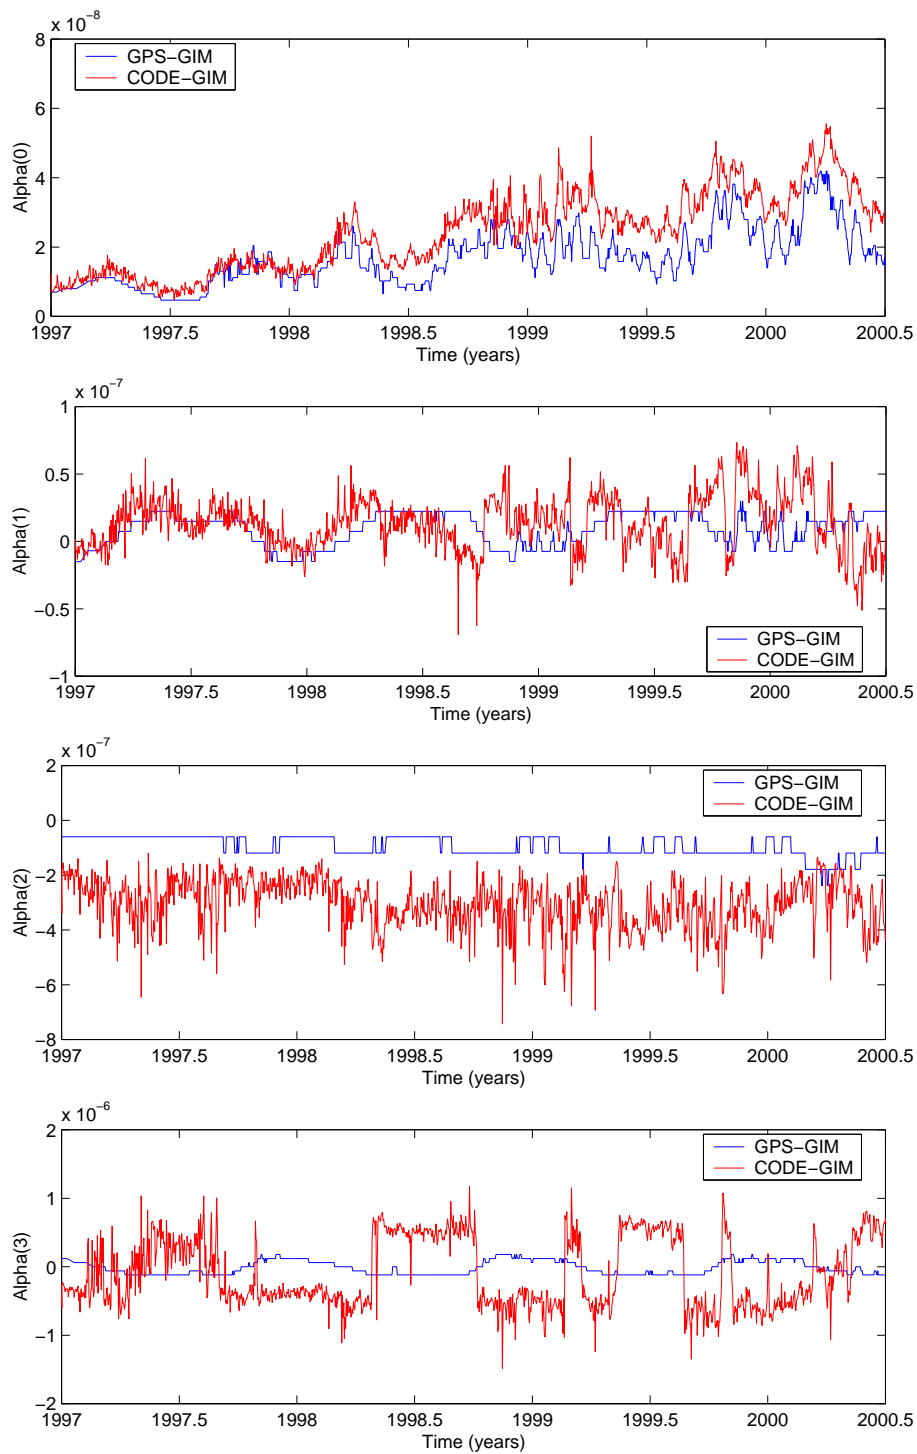 x 10−8
8
GPS−GIM
CODE−GIM
6
4
2
0
Alpha(0)
1997 1997.5 1998 1998.5 1999 1999.5 2000 2000.5
Time (years)
x 10−7
1
0.5
0
−0.5
−1
Alpha(1)
GPS−GIM
CODE−GIM
1997 1997.5 1998 1998.5 1999 1999.5 2000 2000.5
Time (years)
x 10−7
2
GPS−GIM
CODE−GIM
0
−2
−4
−6
−8
Alpha(2)
1997 1997.5 1998 1998.5 1999 1999.5 2000 2000.5
Time (years)
x 10−6
2
GPS−GIM
CODE−GIM
1
0
−1
−2
Alpha(3)
1997 1997.5 1998 1998.5 1999 1999.5 2000 2000.5
Time (years)